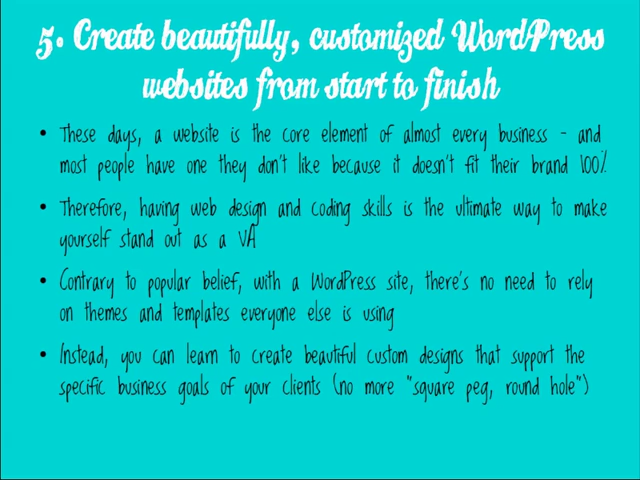 5. Create beautifully, customized WordPress
websites from start to finish
• These days, a website is the core element of almost every business - and
most people have one they don't like because it doesn't fit their brand 100%
• Therefore, having web design and coding skills is the ultimate way to make
yourself stand out as a VA
• Contrary to popular belief, with a WordPress site, there's no need to rely
on themes and templates everyone else is using
• Instead, you can learn to create beautiful custom designs that support the
specific business goals of your clients (no more "square peg, round hole")